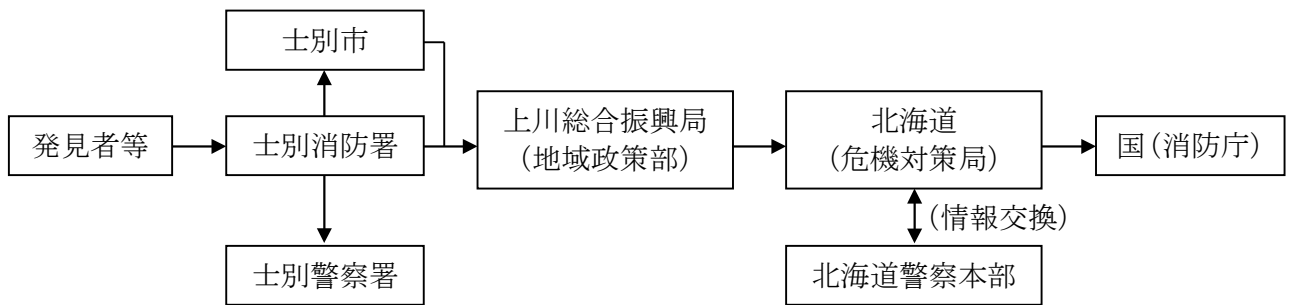 士別市
発見者等
士別消防署
上川総合振興局
(地域政策部)
北海道
(危機対策局)
国(消防庁)
(情報交換)
士別警察署
北海道警察本部